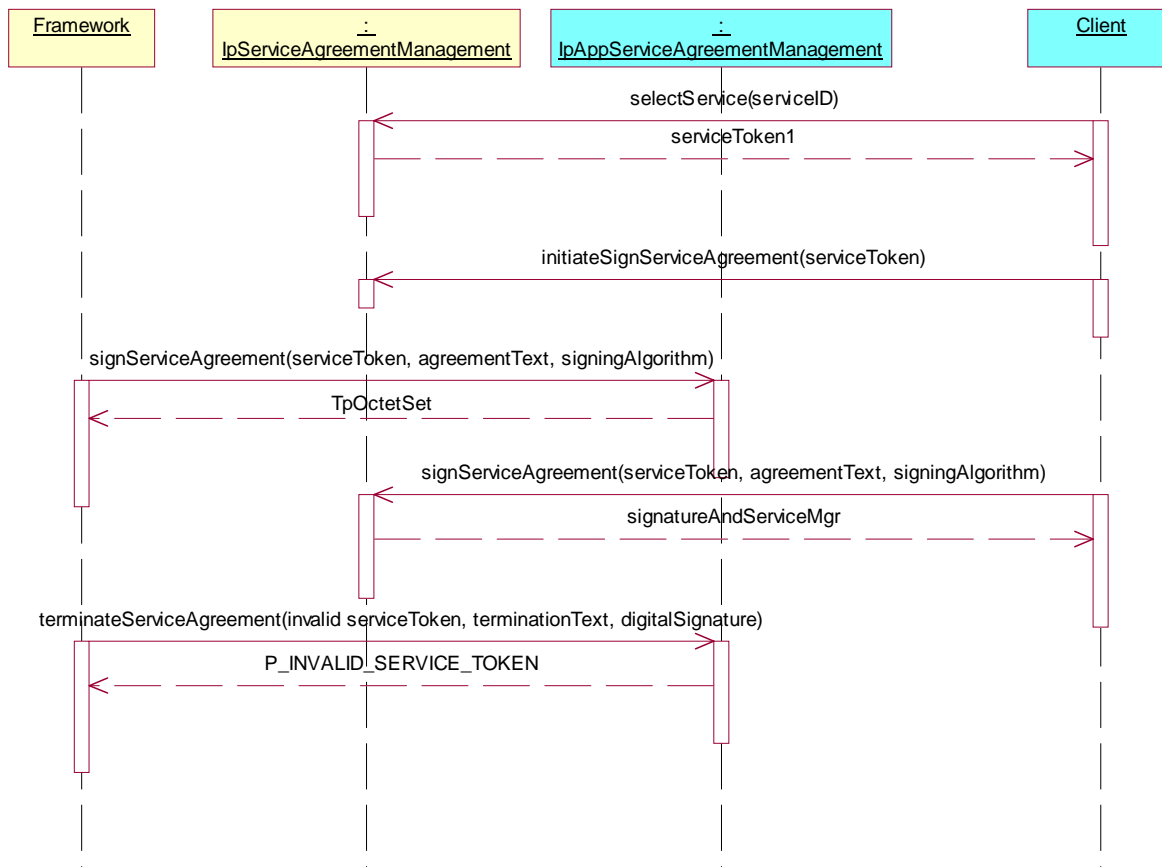 Framework
:
IpServiceAgreementManagement
:
IpAppServiceAgreementManagement
Client
selectService(serviceID)
serviceToken1
initiateSignServiceAgreement(serviceToken)
signServiceAgreement(serviceToken, agreementText, signingAlgorithm)
TpOctetSet
signServiceAgreement(serviceToken, agreementText, signingAlgorithm)
signatureAndServiceMgr
terminateServiceAgreement(invalid serviceToken, terminationText, digitalSignature)
P_INVALID_SERVICE_TOKEN